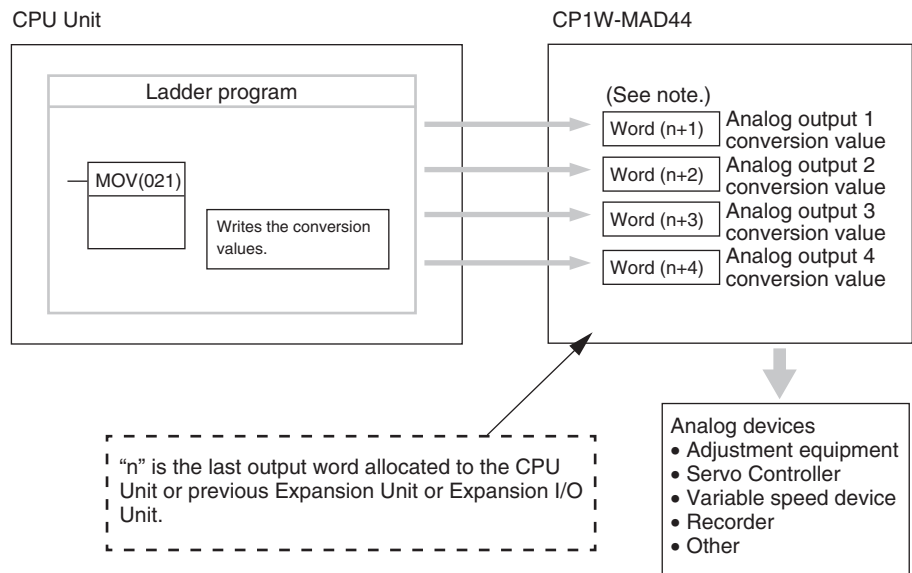 CPU Unit
CP1W-MAD44
Ladder program
MOV(021)
Writes the conversion
values.
(See note.)
Word (n+1)
Analog output 1
conversion value
Word (n+2)
Analog output 2
conversion value
Word (n+3)
Analog output 3
conversion value
Word (n+4)
Analog output 4
conversion value
“n” is the last output word allocated to the CPU
Unit or previous Expansion Unit or Expansion I/O
Unit.
Analog devices
• Adjustment equipment
• Servo Controller
• Variable speed device
• Recorder
• Other